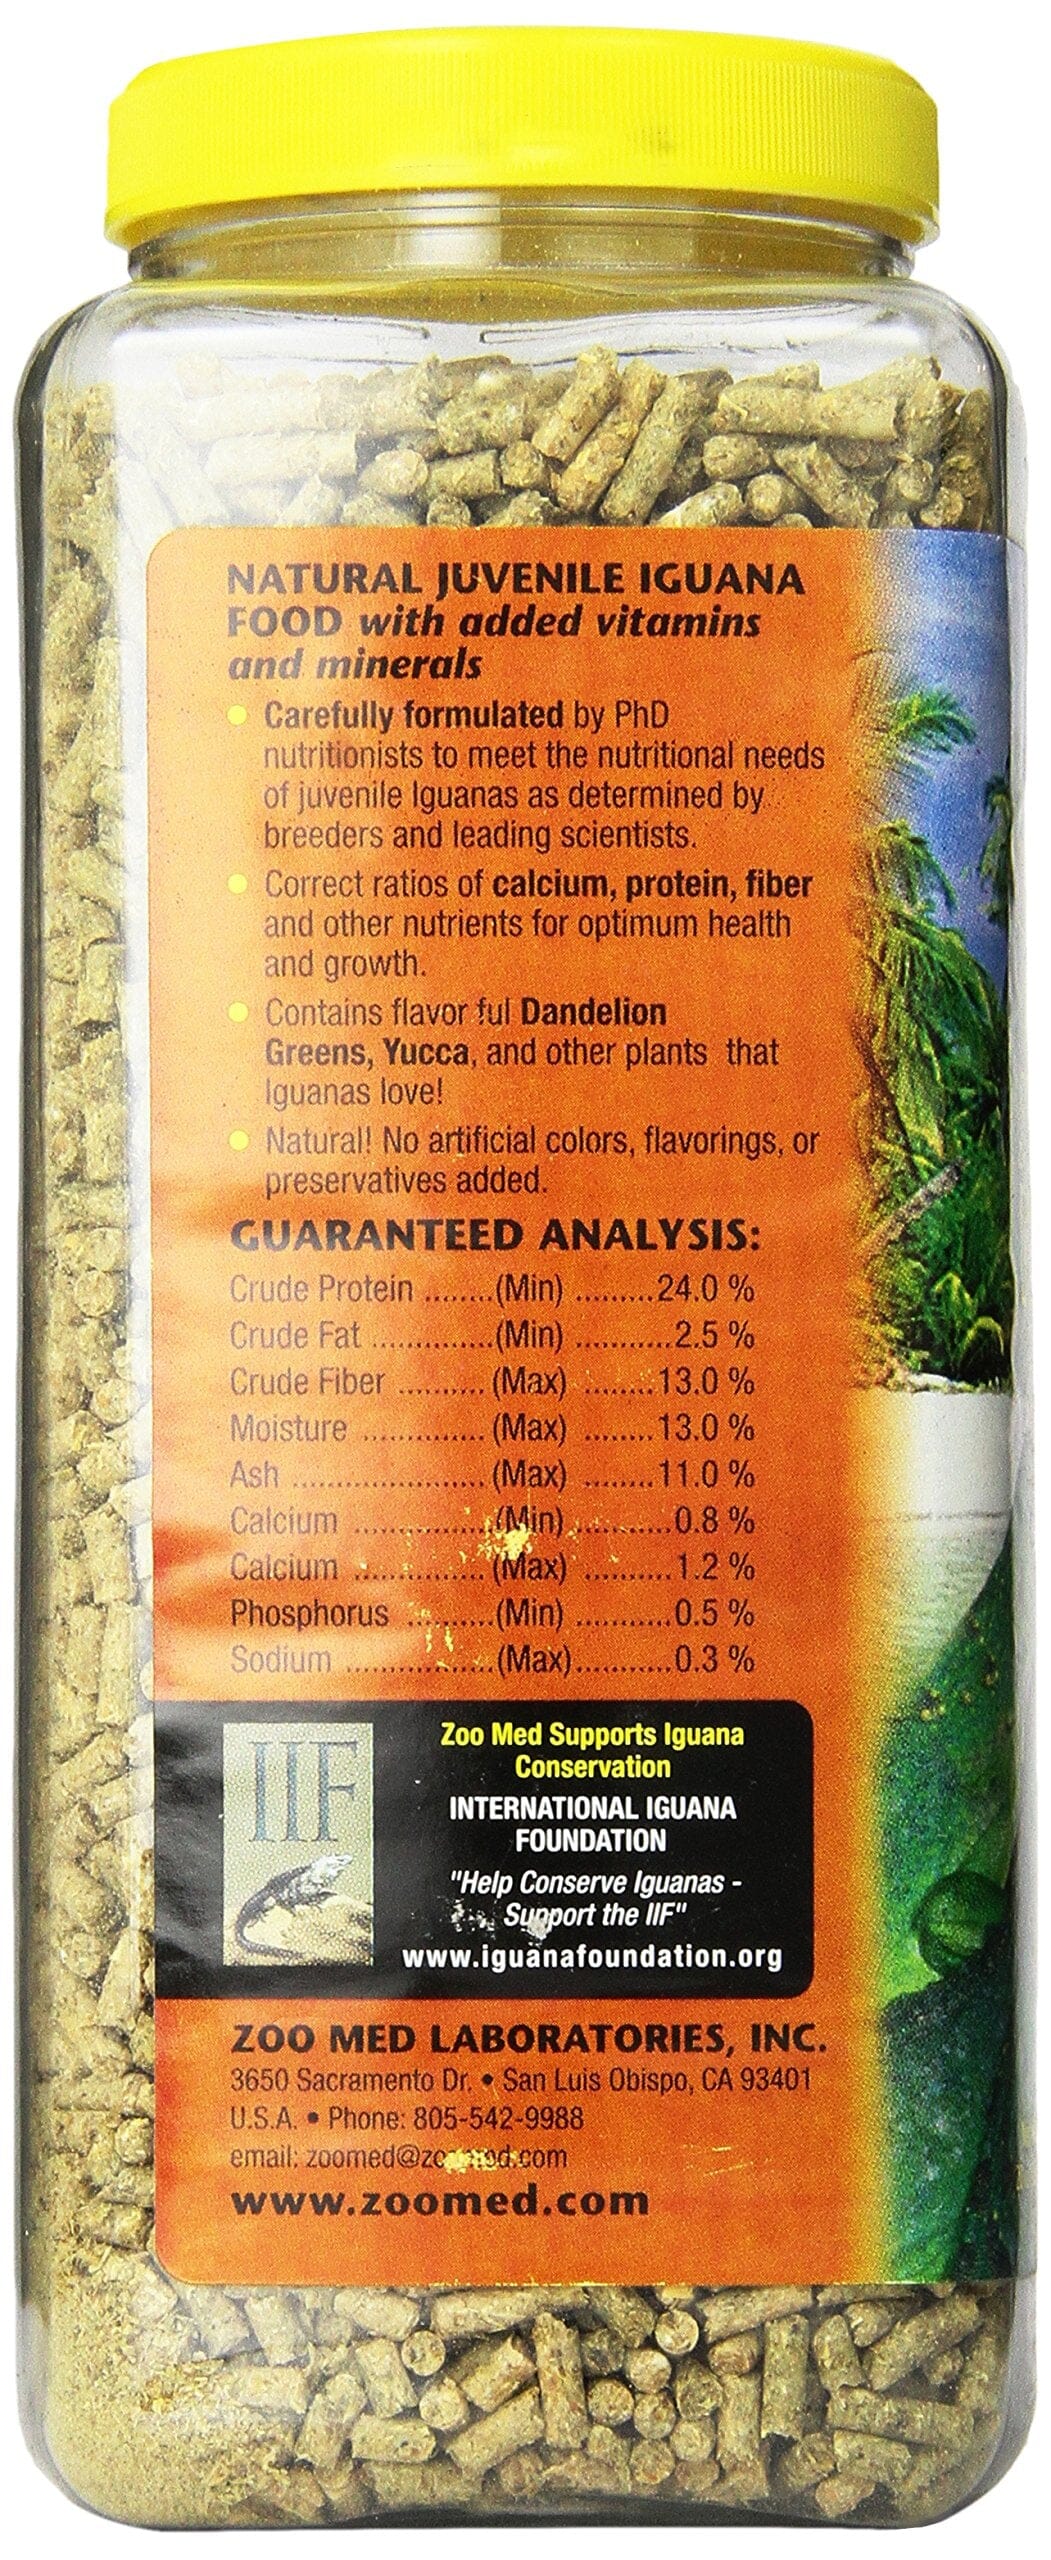 NATURAL JUVENILE IGUANA
FOOD with added vitamins
and minerals
Carefully formulated by PhD
nutritionists to meet the nutritional needs
of juvenile Iguanas as determined by
breeders and leading scientists.
Correct ratios of calcium, protein, fiber
and other nutrients for optimum health
and growth.
Contains flavor ful Dandelion
Greens, Yucca, and other plants that
Iguanas love!
Natural! No artificial colors, flavorings, or
preservatives added.
GUARANTEED ANALYSIS:
Crude Protein ........(Min) .........24.0 %
Crude Fat ..............(Min) ...........2.5 %
Crude Fiber .......... (Max) ........13.0 %
Moisture .............. (Max) ........13.0 %
Ash ...................... (Max) ........11.0 %
Calcium ................(Min) ...........0.8 %
Calcium ............... (Max) ...........1.2 %
Phosphorus ..........(Min) ...........0.5 %
Sodium .................(Max)...........0.3 %
IIF
Zoo Med Supports Iguana
Conservation
INTERNATIONAL IGUANA
FOUNDATION
"Help Conserve Iguanas -
Support the IIF"
www.iguanafoundation.org
ZOO MED LABORATORIES, INC.
3650 Sacramento Dr. • San Luis Obispo, CA 93401
U.S.A. • Phone: 805-542-9988
email: zoomed@zoomed.com
www.zoomed.com